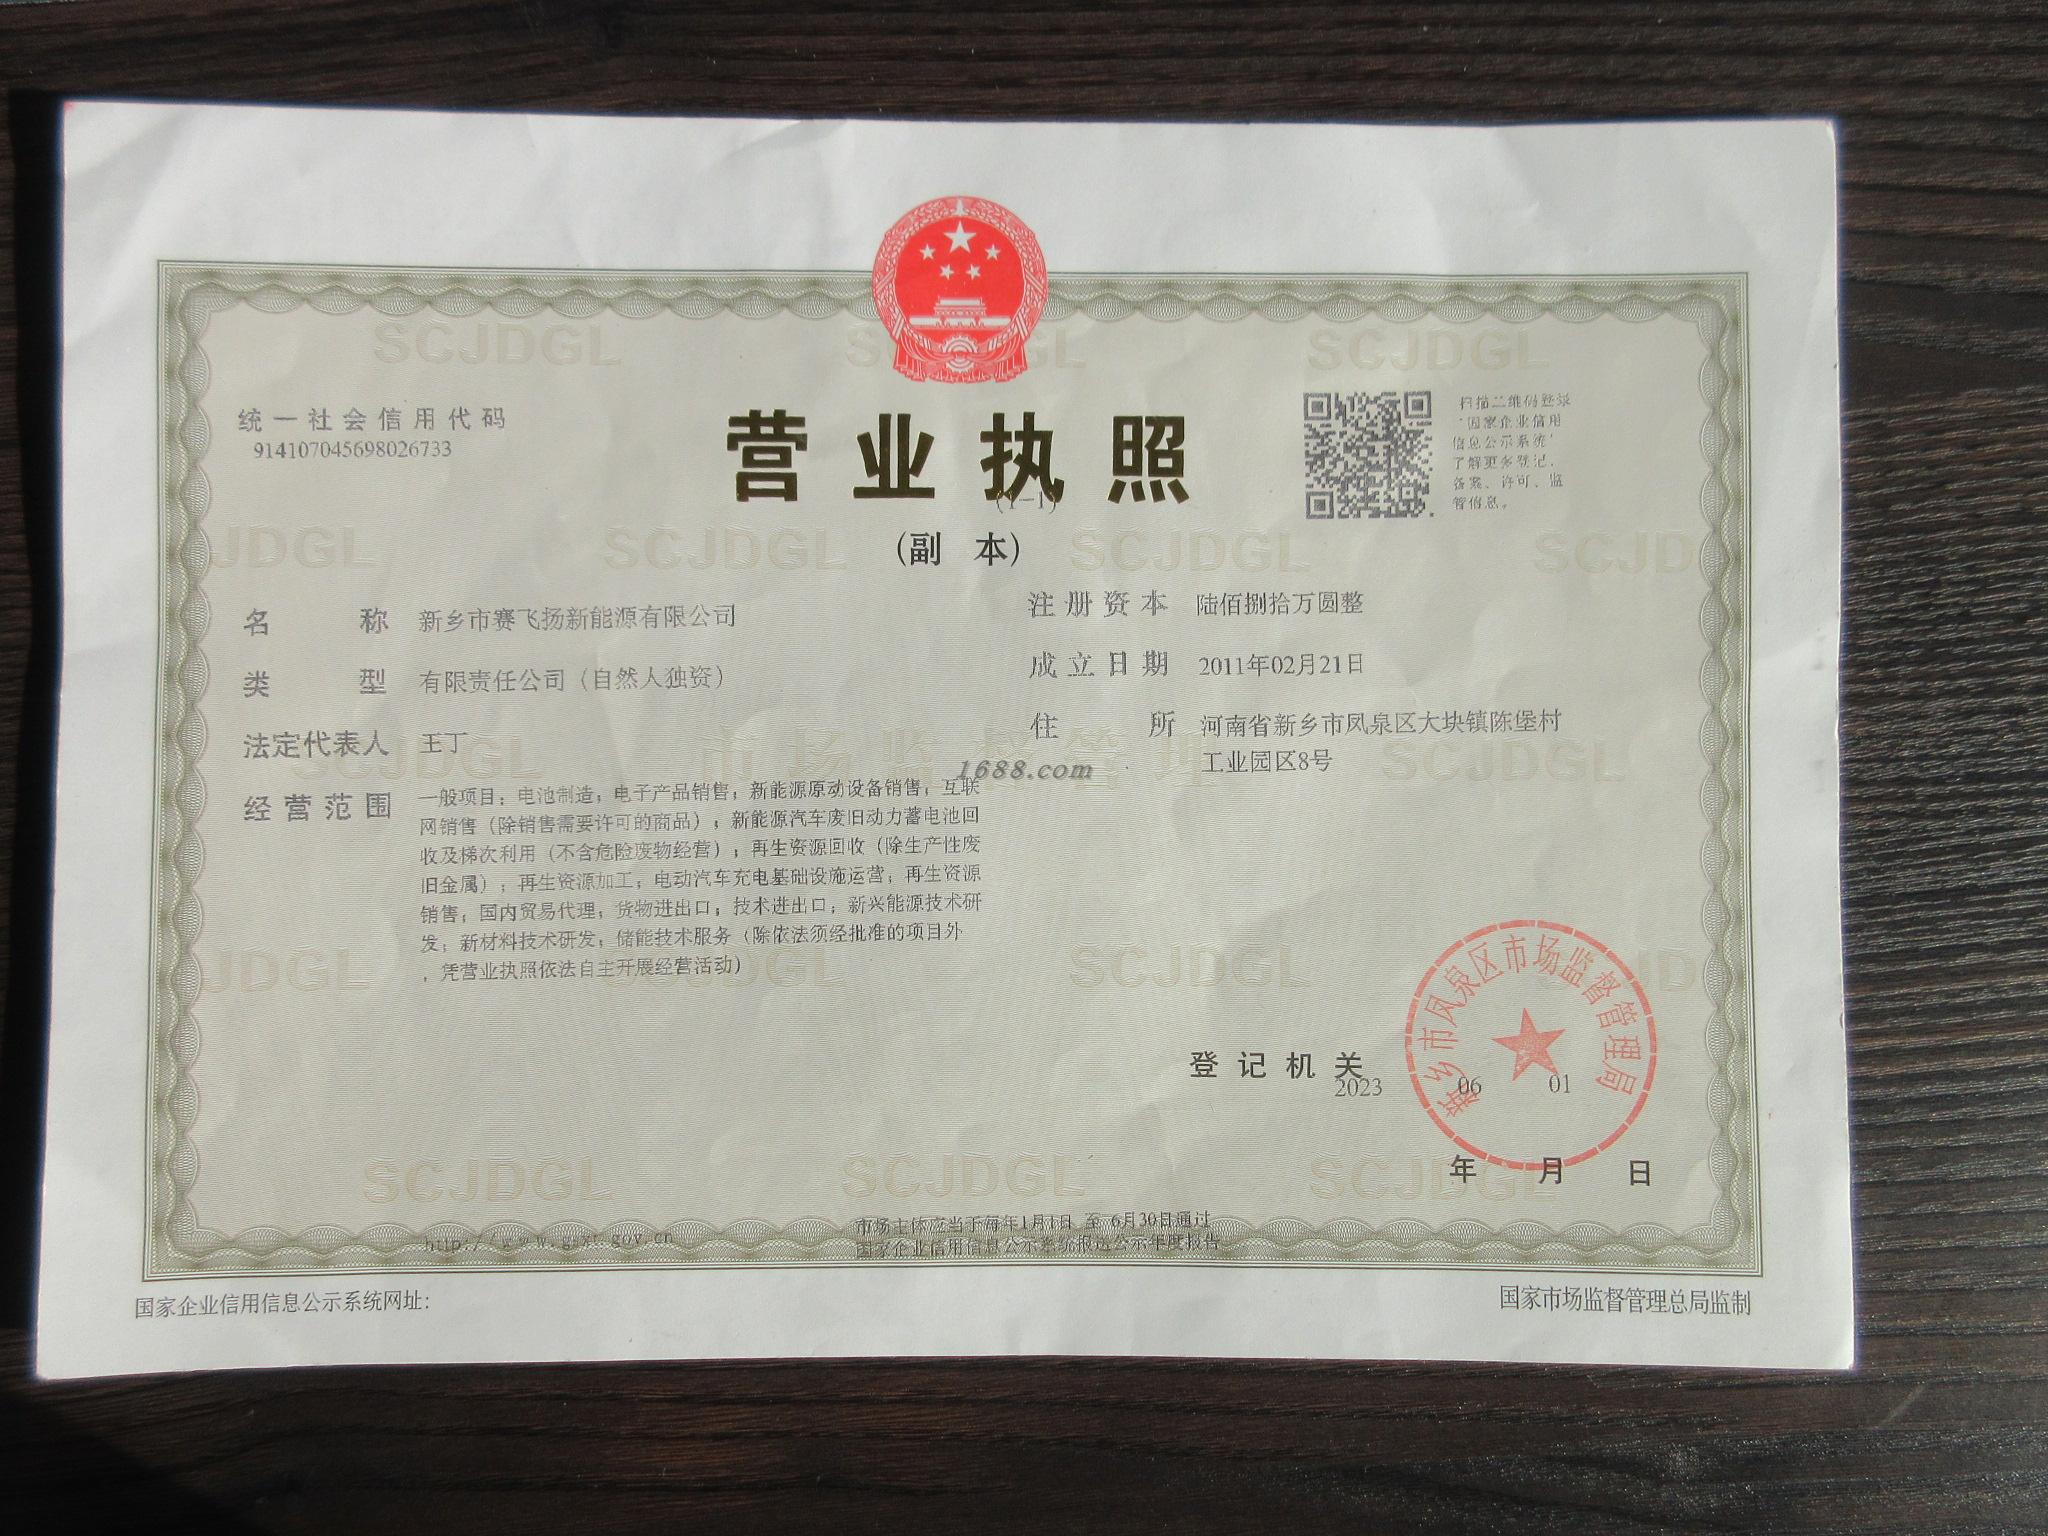 统一社会信用代码
914107045698026733
营业执照
(1-1)
(副 本)
扫描二维码登录
“国家企业信用
信息公示系统”
了解更多登记、
备案、许可、监
管信息。
名 称 新乡市赛飞扬新能源有限公司
类 型 有限责任公司（自然人独资）
法定代表人 王丁
经营范围 一般项目：电池制造；电子产品销售；新能源原动设备销售；互联
网销售（除销售需要许可的商品）；新能源汽车废旧动力蓄电池回
收及梯次利用（不含危险废物经营）；再生资源回收（除生产性废
旧金属）；再生资源加工；电动汽车充电基础设施运营；再生资源
销售；国内贸易代理；货物进出口；技术进出口；新兴能源技术研
发；新材料技术研发；储能技术服务（除依法须经批准的项目外
，凭营业执照依法自主开展经营活动）
注册资本 陆佰捌拾万圆整
成立日期 2011年02月21日
住 所 河南省新乡市凤泉区大块镇陈堡村
工业园区8号
1688.com
市场监督管理
SCJDGL
登记机关
新乡市凤泉区市场监督管理局
2023 06 01
年 月 日
http://www.gsxt.gov.cn
市场主体应当于每年1月1日 至 6月30日通过
国家企业信用信息公示系统报送公示年度报告
国家企业信用信息公示系统网址：
国家市场监督管理总局监制